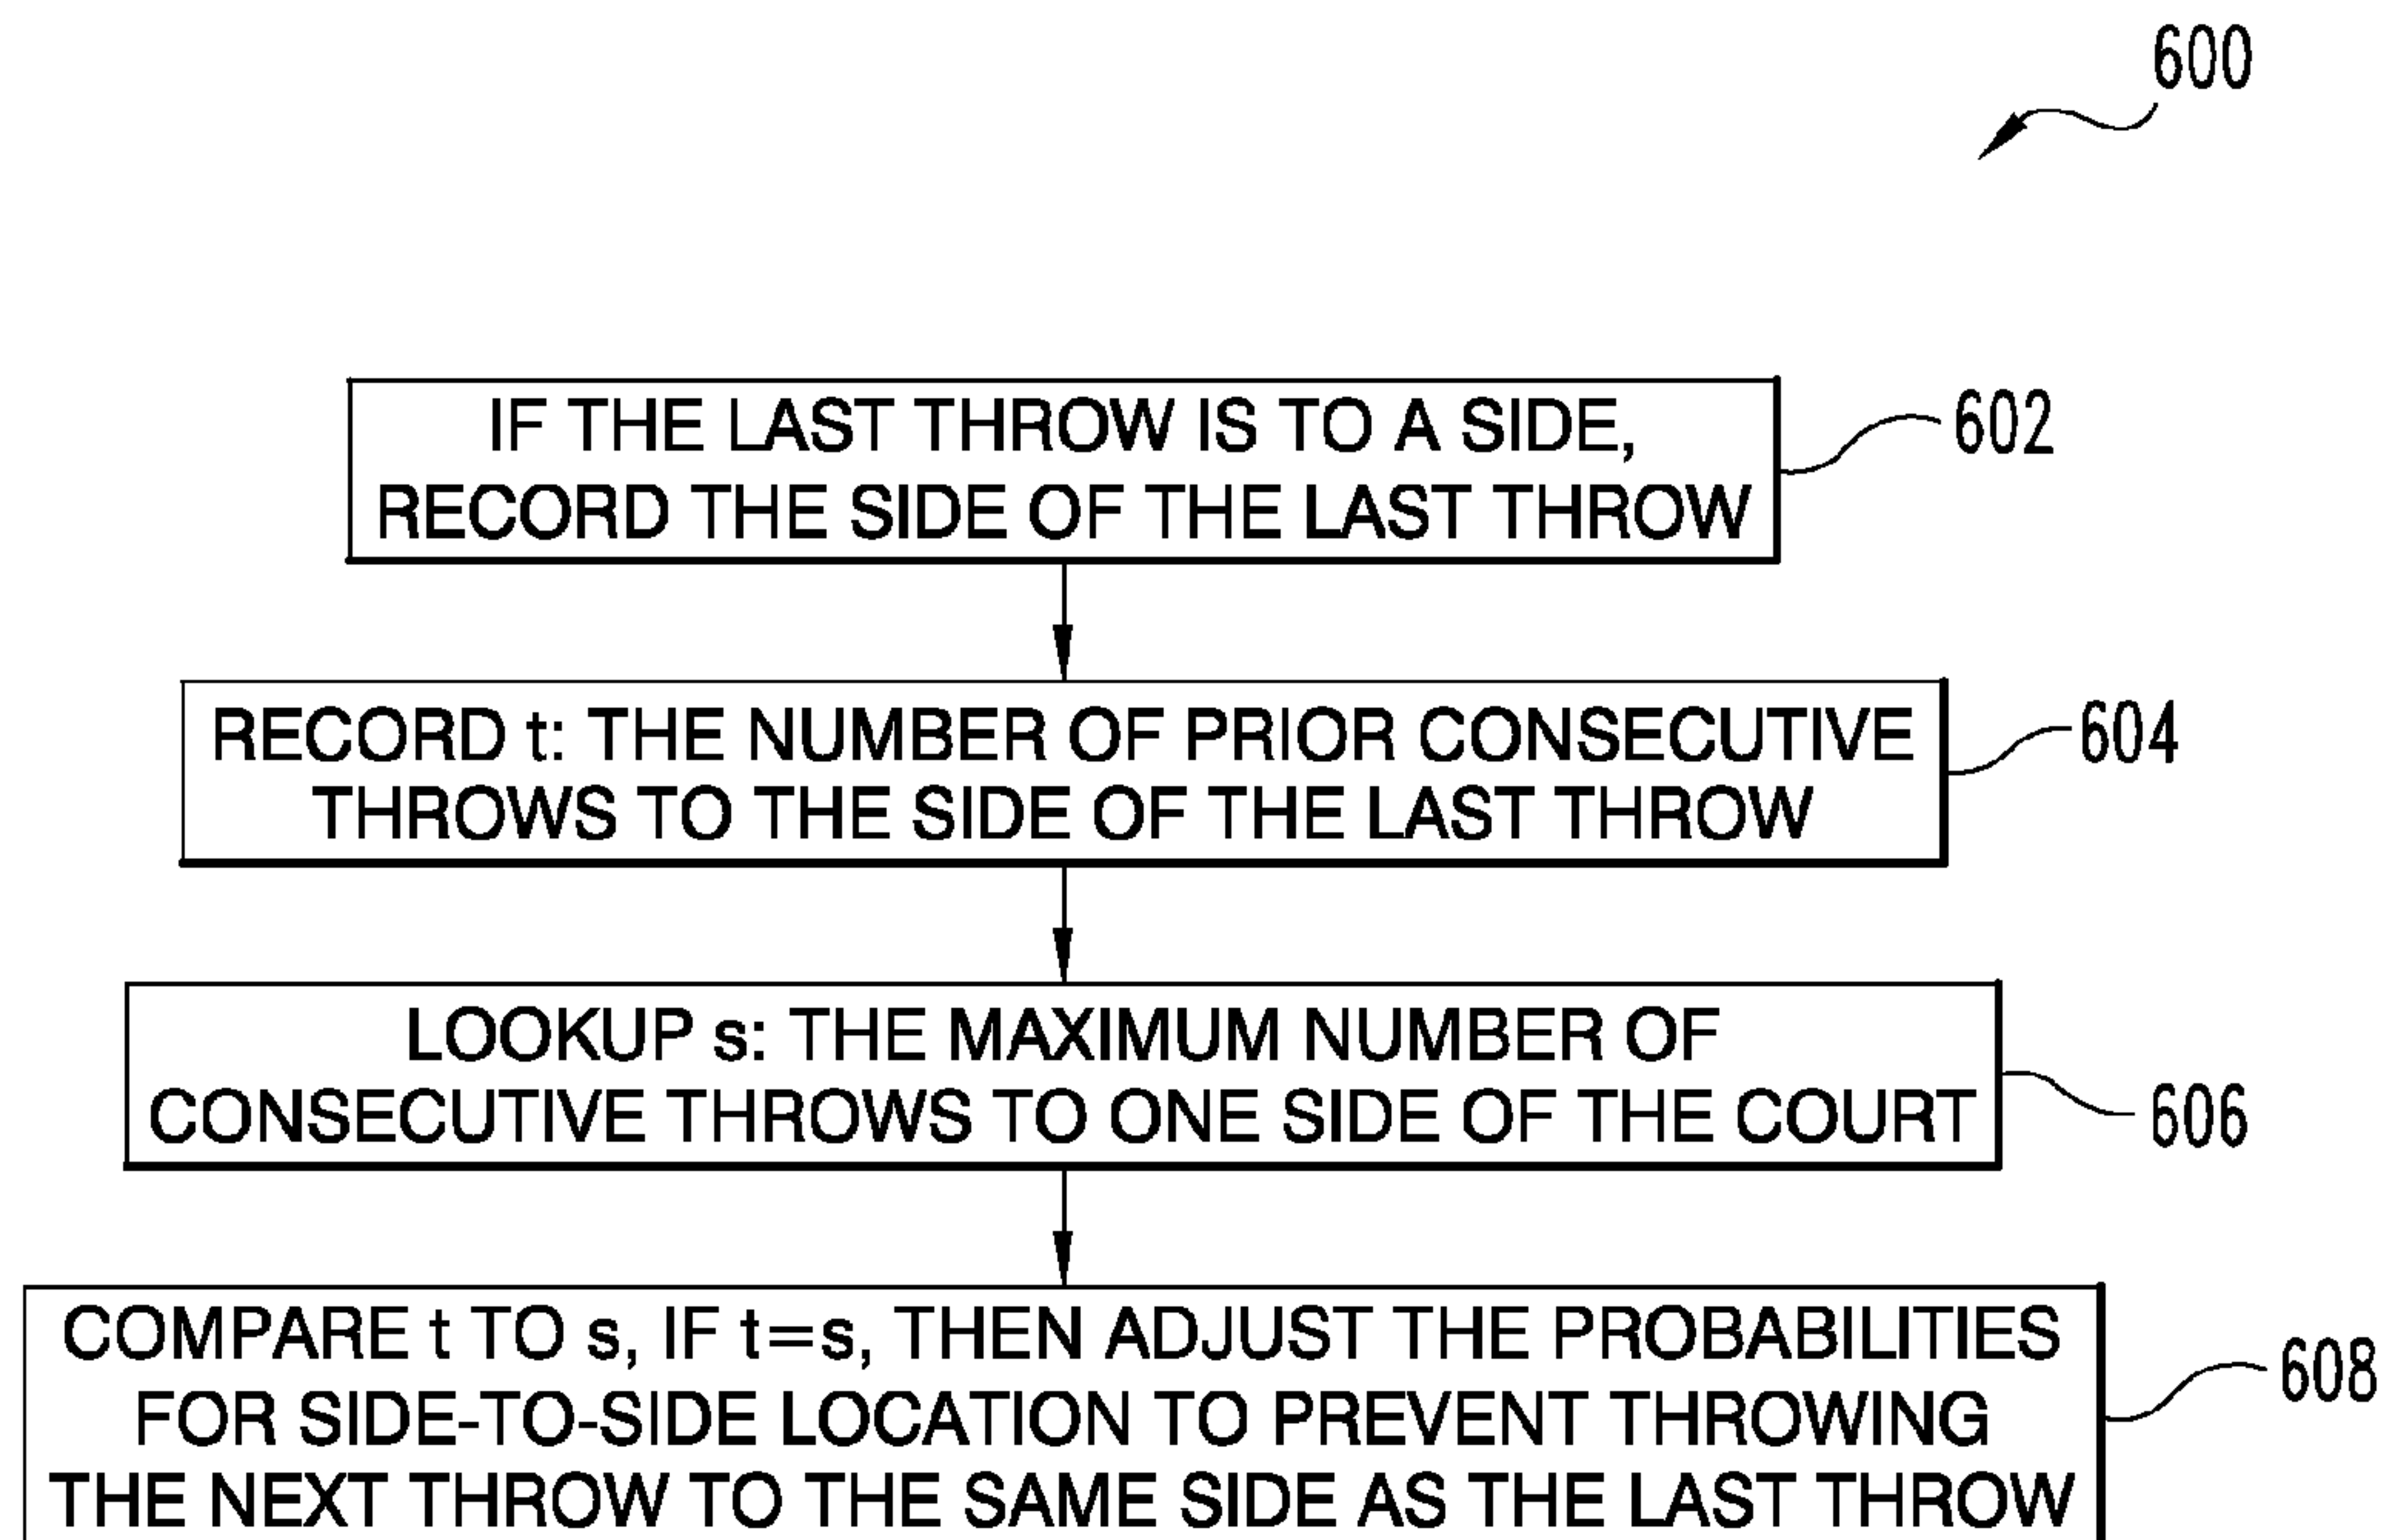 600
IF THE LAST THROW IS TO A SIDE,
RECORD THE SIDE OF THE LAST THROW
602
RECORD t: THE NUMBER OF PRIOR CONSECUTIVE
THROWS TO THE SIDE OF THE LAST THROW
604
LOOKUP s: THE MAXIMUM NUMBER OF
CONSECUTIVE THROWS TO ONE SIDE OF THE COURT
606
COMPARE t TO s, IF t=s, THEN ADJUST THE PROBABILITIES
FOR SIDE-TO-SIDE LOCATION TO PREVENT THROWING
THE NEXT THROW TO THE SAME SIDE AS THE LAST THROW
608